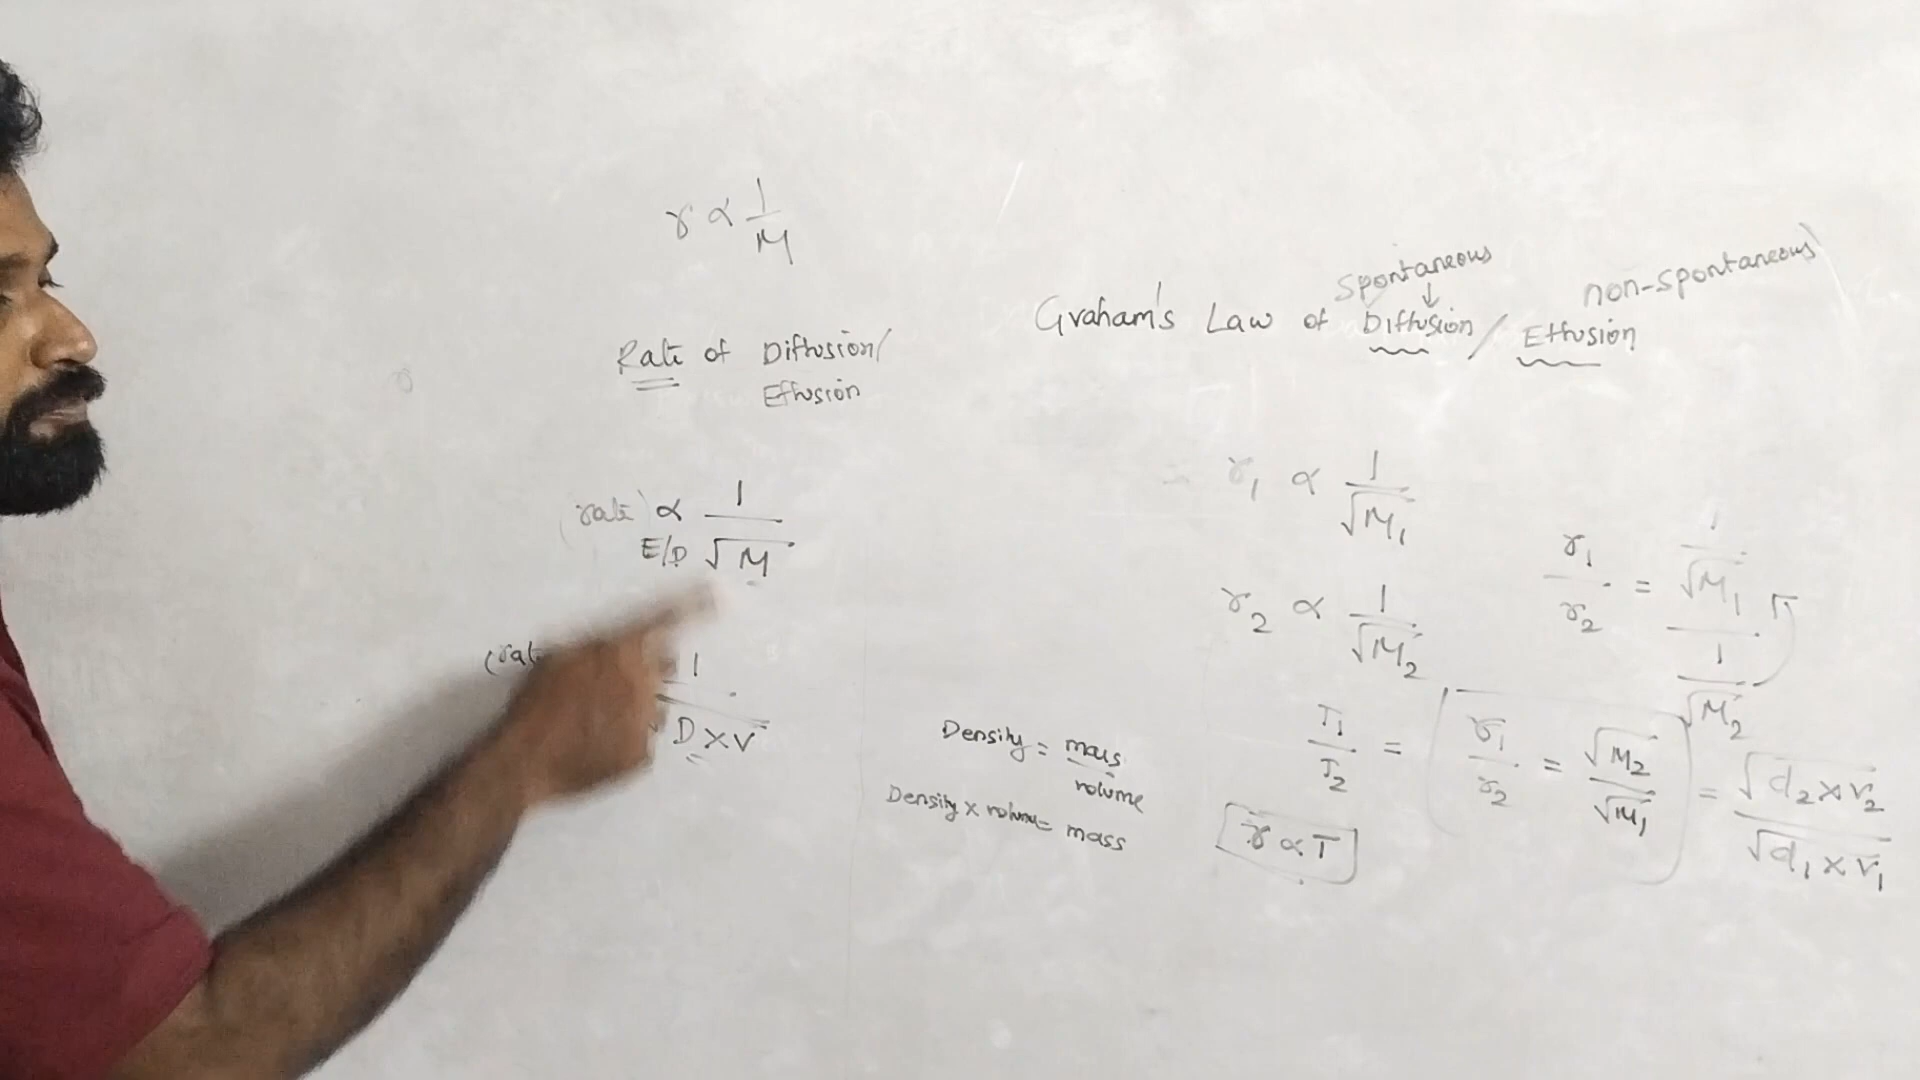 r ∝ 1/M
Rate of Diffusion/
Effusion
(rate) ∝ 1/√M
E/D
(rat
1/√D×v
Spontaneous
↓
non-spontaneous
Graham's Law of Diffusion / Effusion
r₁ ∝ 1/√M₁
r₂ ∝ 1/√M₂
r₁/r₂ = (1/√M₁)/(1/√M₂)
Density = mass/volume
Density × volume = mass
T₁/T₂ = r₁/r₂ = √M₂/√M₁ = √d₂×v₂/√d₁×v₁
r ∝ T